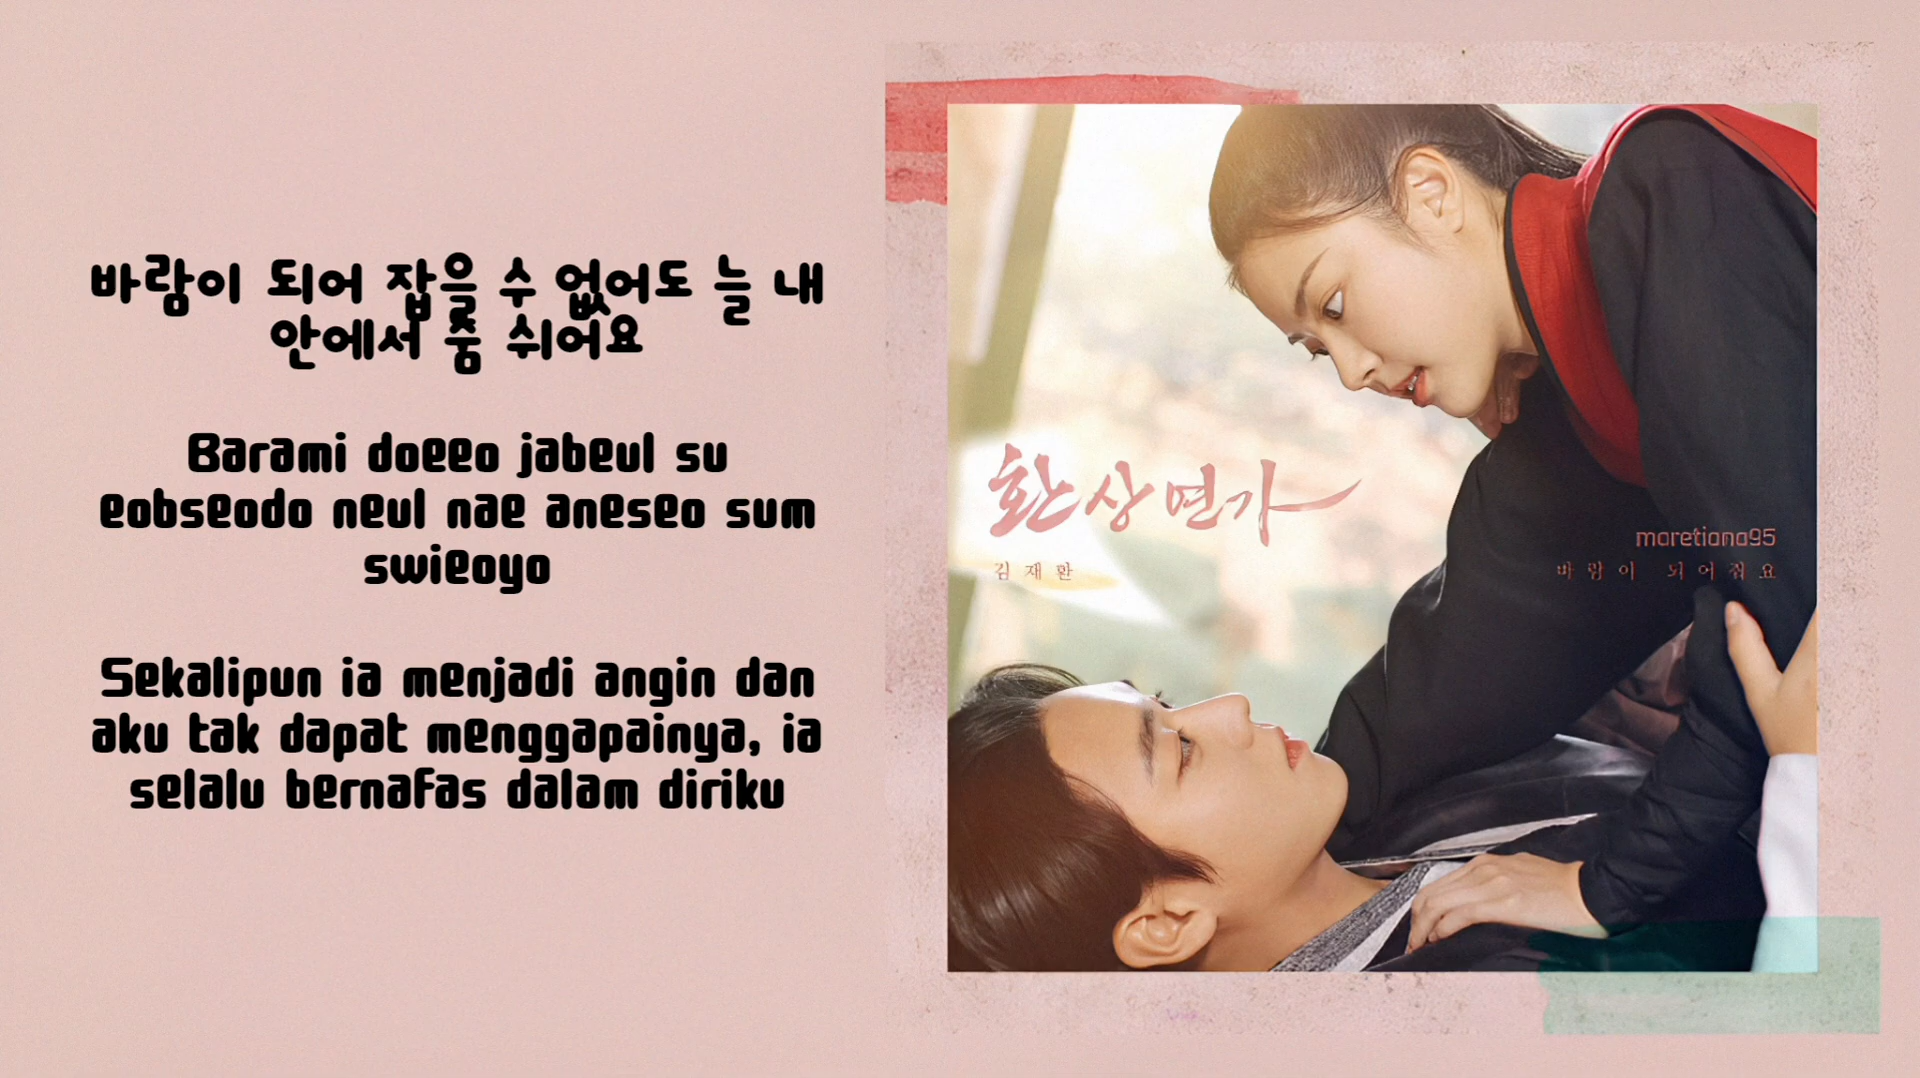 바람이 되어 잡을 수 없어도 늘 내
안에서 숨 쉬어요
Barami doeeo jabeul su
eobseodo neul nae aneseo sum
swieoyo
Sekalipun ia menjadi angin dan
aku tak dapat menggapainya, ia
selalu bernafas dalam diriku
환상연가
maretiana95
김재환
바람이 되어줘요